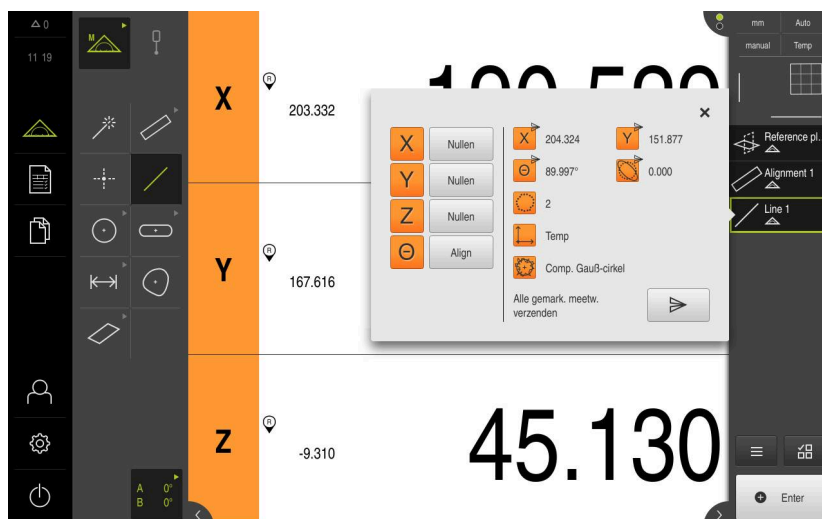 0
11 19
M
A 0°
B 0°
X
R
203.332
Y
R
167.616
Z
R
-9.310
45.130
X Nullen
Y Nullen
Z Nullen
Θ Align
X 204.324
Y 151.877
Θ 89.997°
0.000
2
Temp
Comp. Gauß-cirkel
Alle gemark. meetw.
verzenden
mm Auto
manual Temp
Reference pl.
Alignment 1
Line 1
Enter